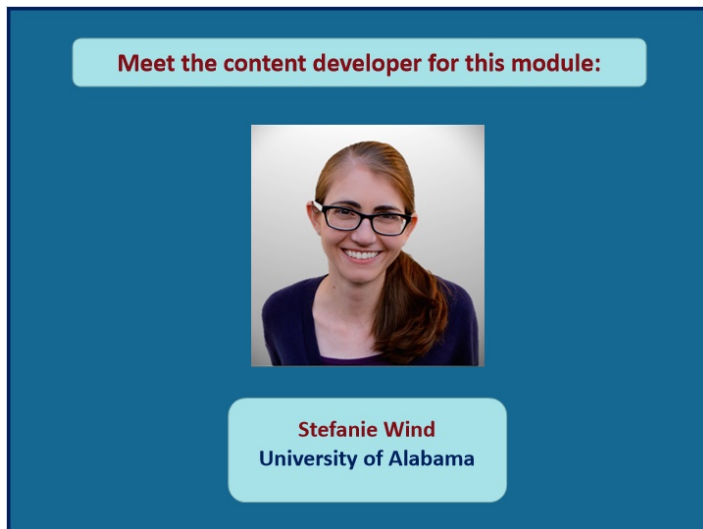 Meet the content developer for this module:
Stefanie Wind
University of Alabama